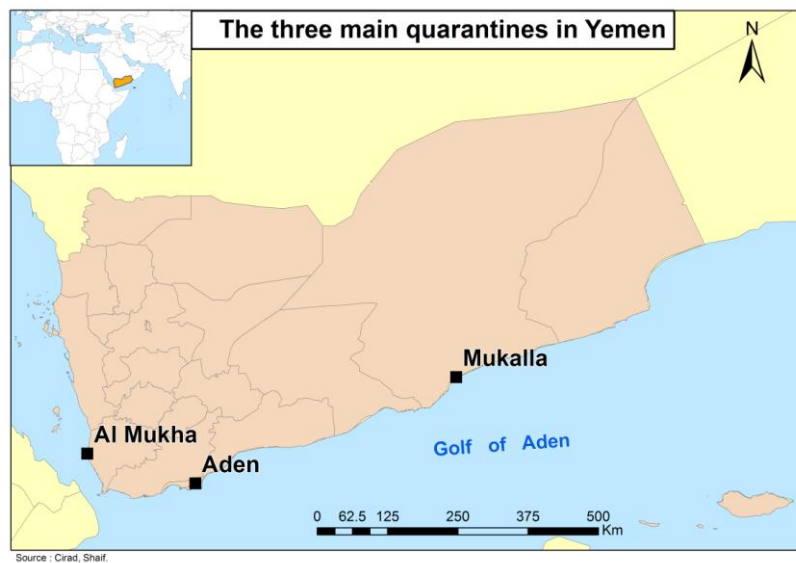 The three main quarantines in Yemen
N
Mukalla
Al Mukha
Golf of Aden
Aden
0 62.5 125 250 375 500
Km
Source : Cirad, Shaif.